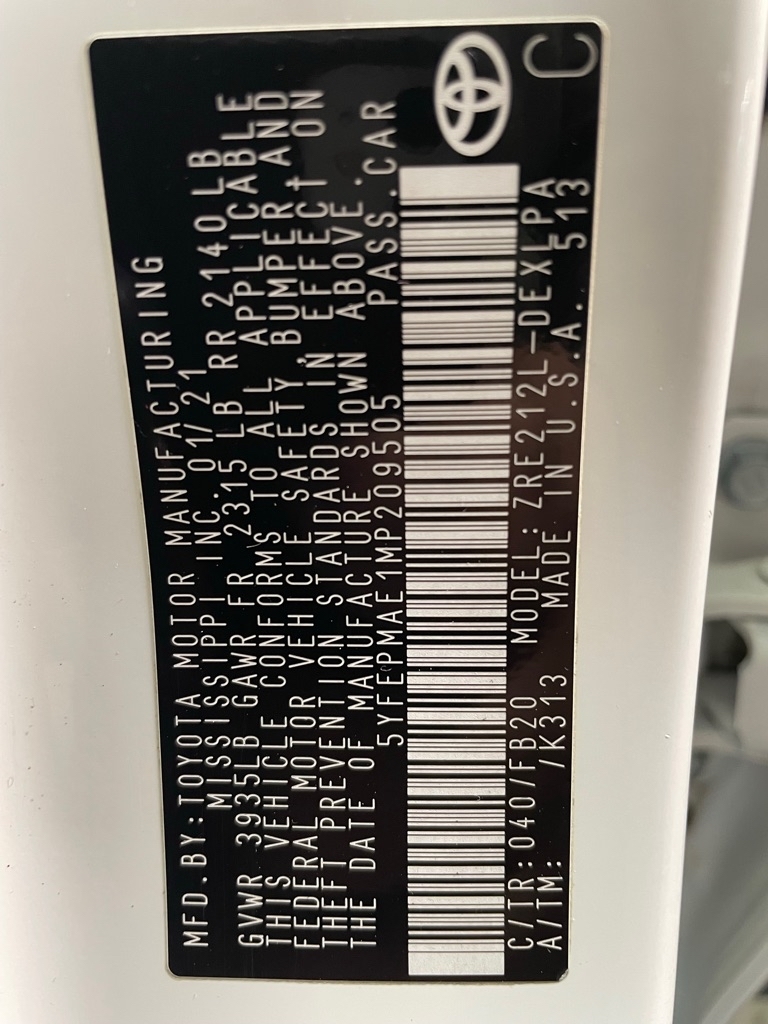 MFD.BY:TOYOTA MOTOR MANUFACTURING
MISSISSIPPI INC. 01/21
GVWR 3935LB GAWR FR 2315 LB RR 2140LB
THIS VEHICLE CONFORMS TO ALL APPLICABLE
FEDERAL MOTOR VEHICLE SAFETY, BUMPER AND
THEFT PREVENTION STANDARDS IN EFFECT ON
THE DATE OF MANUFACTURE SHOWN ABOVE.
5YFEPMAE1MP209505 PASS.CAR
C/TR:040/FB20 MODEL:ZRE212L-DEXLPA
A/TM: /K313 MADE IN U.S.A. 513
C